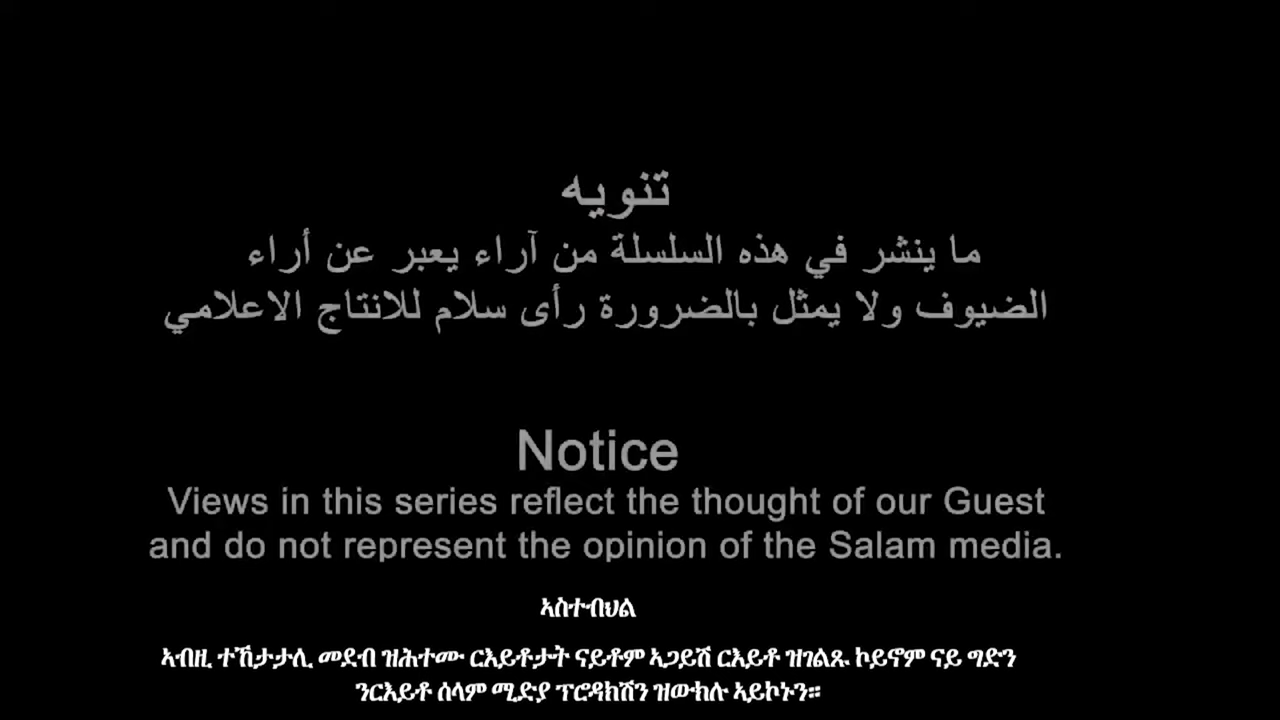 تنويه
ما ينشر في هذه السلسلة من آراء يعبر عن أراء
الضيوف ولا يمثل بالضرورة رأى سلام للانتاج الاعلامي
Notice
Views in this series reflect the thought of our Guest
and do not represent the opinion of the Salam media.
ኣስተብህል
ኣብዚ ተኸታታሊ መደብ ዝሕተሙ ርእይቶታት ናይቶም ኣጋይሽ ርእይቶ ዝገልጹ ኮይኖም ናይ ግድን
ንርእይቶ ሰላም ሚድያ ፕሮዳክሽን ዝውክሉ ኣይኮኑን።